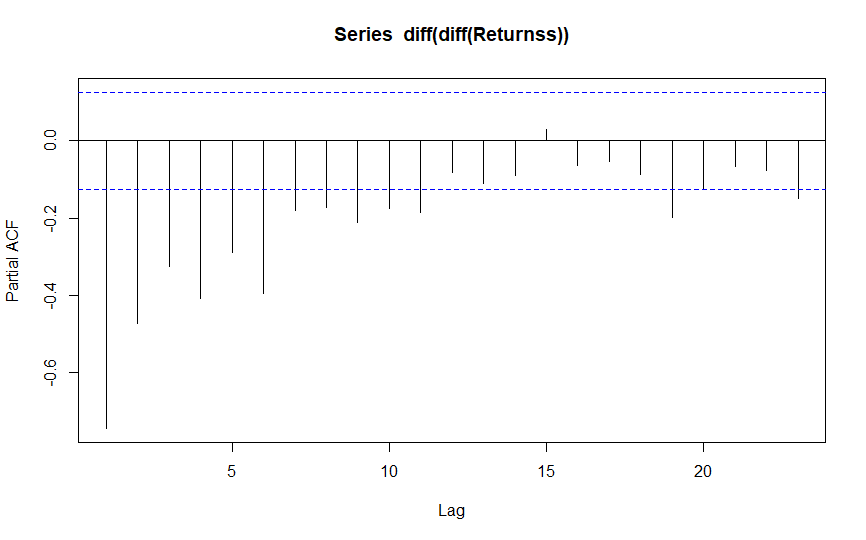 Series  diff(diff(Returnss))
Partial ACF
0.0
-0.2
-0.4
-0.6
5
10
15
20
Lag